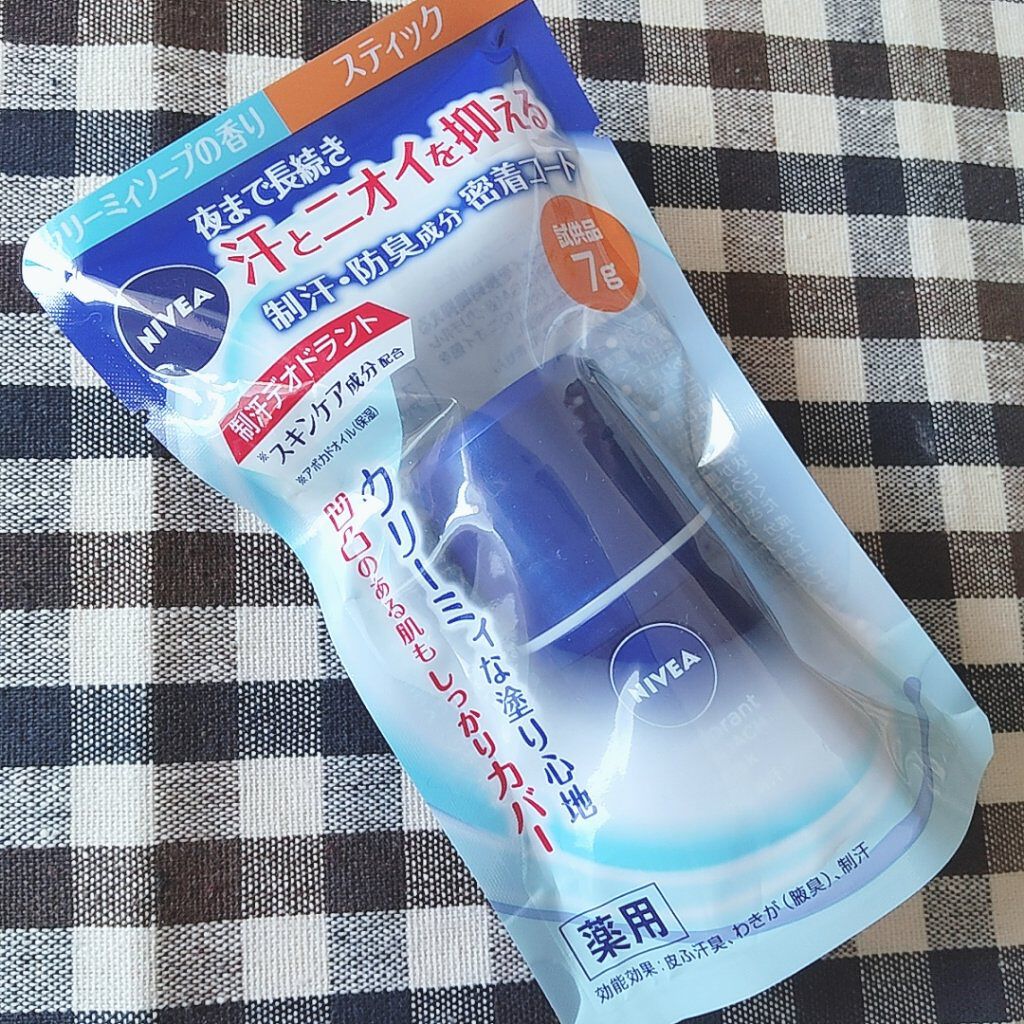 スティック
クリーミィソープの香り
夜まで長続き
汗とニオイを抑える
制汗・防臭成分 密着コート
試供品
7g
NIVEA
制汗デオドラント
※スキンケア成分配合
※アボカドオイル(保湿)
クリーミィな塗り心地
凹凸のある肌もしっかりカバー
NIVEA
薬用
効能効果:皮ふ汗臭、わきが(腋臭)、制汗